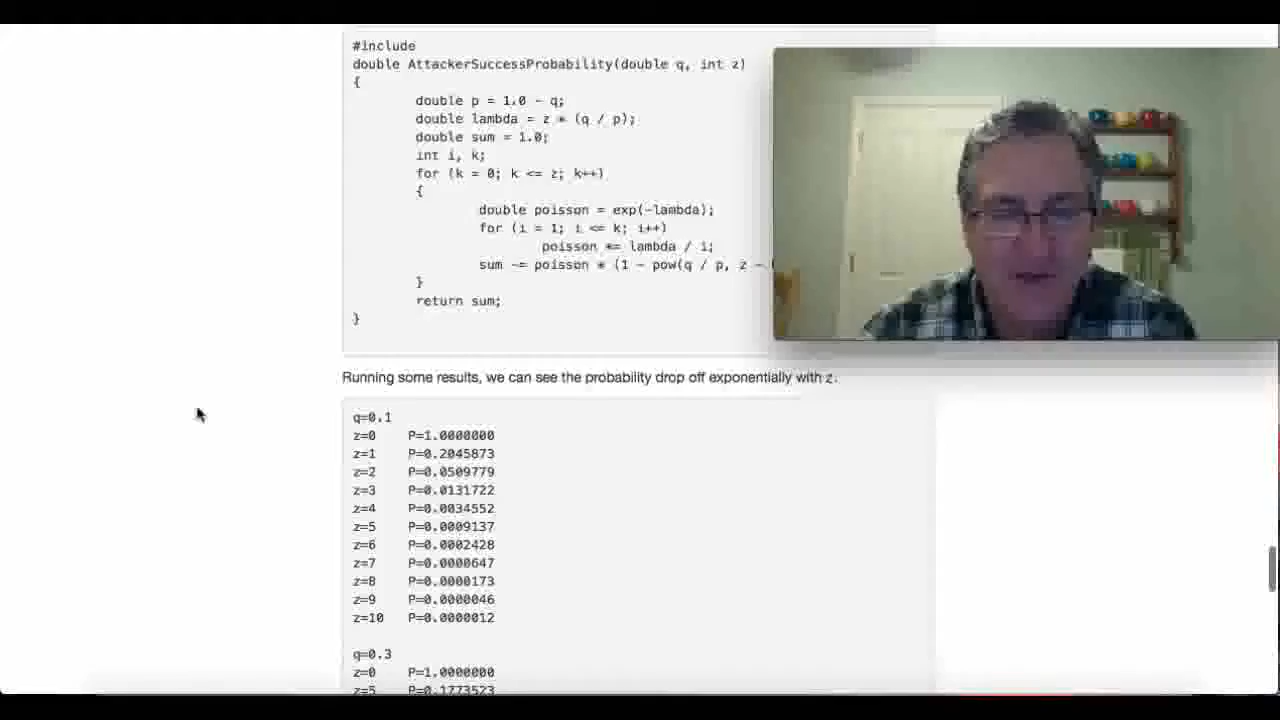 #include
double AttackerSuccessProbability(double q, int z)
{
double p = 1.0 - q;
double lambda = z * (q / p);
double sum = 1.0;
int i, k;
for (k = 0; k <= z; k++)
{
double poisson = exp(-lambda);
for (i = 1; i <= k; i++)
poisson *= lambda / i;
sum -= poisson * (1 - pow(q / p, z -
}
return sum;
}
Running some results, we can see the probability drop off exponentially with z.
q=0.1
z=0 P=1.0000000
z=1 P=0.2045873
z=2 P=0.0509779
z=3 P=0.0131722
z=4 P=0.0034552
z=5 P=0.0009137
z=6 P=0.0002428
z=7 P=0.0000647
z=8 P=0.0000173
z=9 P=0.0000046
z=10 P=0.0000012
q=0.3
z=0 P=1.0000000
z=5 P=0.1773523